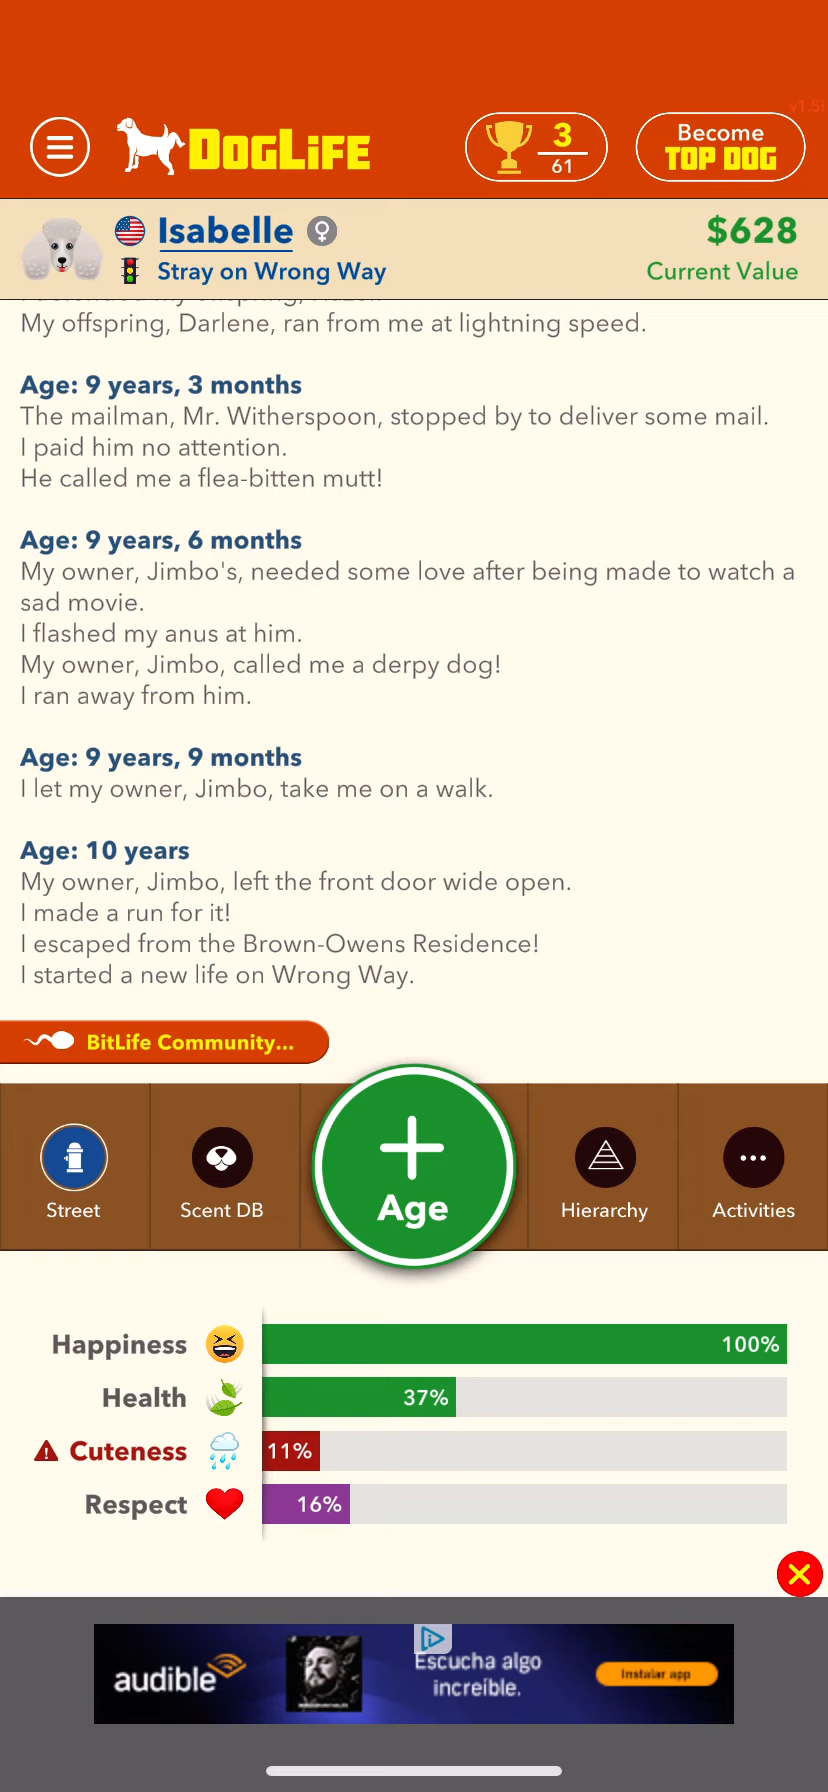 v1.5i
DOGLIFE
3
61
Become
TOP DOG
Isabelle
$628
Stray on Wrong Way
Current Value
My offspring, Darlene, ran from me at lightning speed.
Age: 9 years, 3 months
The mailman, Mr. Witherspoon, stopped by to deliver some mail.
I paid him no attention.
He called me a flea-bitten mutt!
Age: 9 years, 6 months
My owner, Jimbo's, needed some love after being made to watch a
sad movie.
I flashed my anus at him.
My owner, Jimbo, called me a derpy dog!
I ran away from him.
Age: 9 years, 9 months
I let my owner, Jimbo, take me on a walk.
Age: 10 years
My owner, Jimbo, left the front door wide open.
I made a run for it!
I escaped from the Brown-Owens Residence!
I started a new life on Wrong Way.
BitLife Community...
Street
Scent DB
Age
Hierarchy
Activities
Happiness 100%
Health 37%
Cuteness 11%
Respect 16%
audible
Escucha algo
increíble.
Instalar app